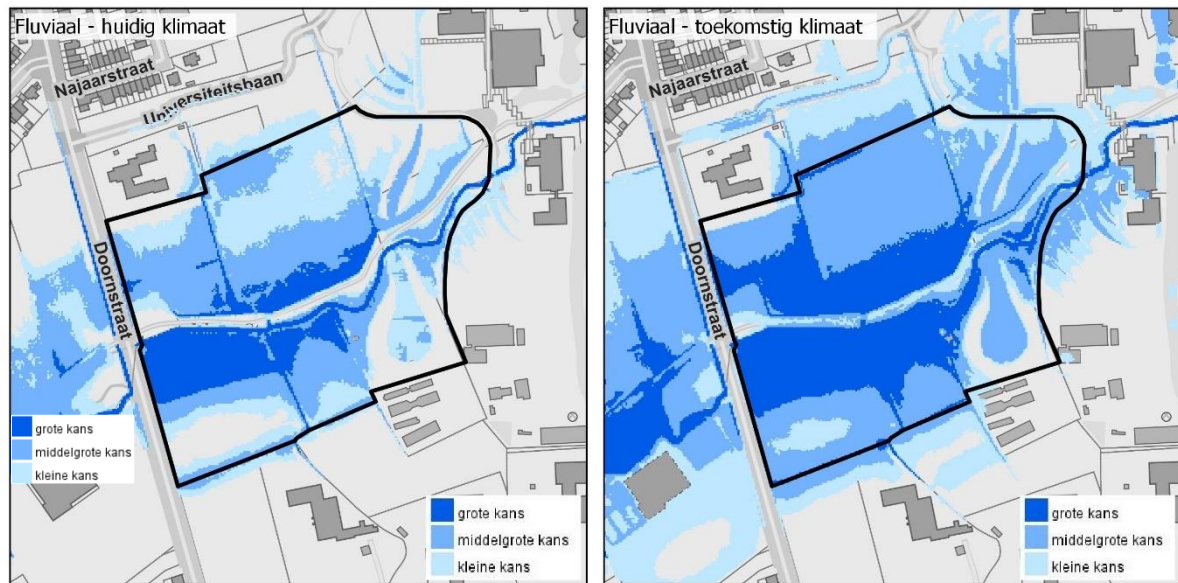 Fluviaal - huidig klimaat
Najaarstraat
Universiteitsbaan
Doornstraat
grote kans
middelgrote kans
kleine kans
grote kans
middelgrote kans
kleine kans
Fluviaal - toekomstig klimaat
Najaarstraat
Universiteitsbaan
Doornstraat
grote kans
middelgrote kans
kleine kans